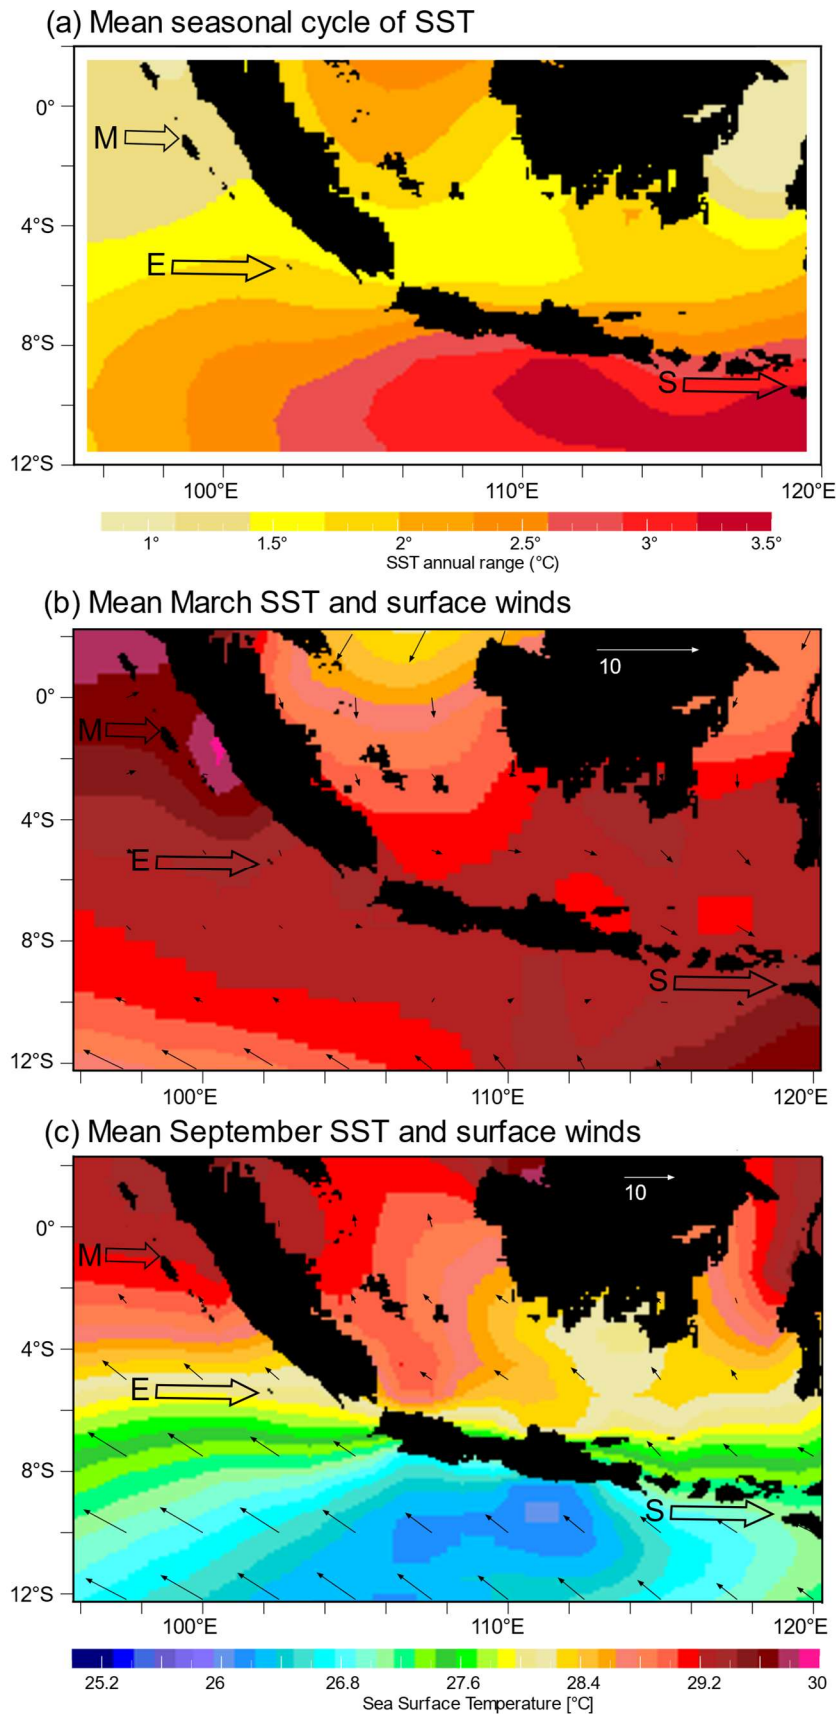 (a) Mean seasonal cycle of SST
0°
M
4°S
E
8°S
S
12°S
100°E 110°E 120°E
1° 1.5° 2° 2.5° 3° 3.5°
SST annual range (°C)
(b) Mean March SST and surface winds
10
0°
M
4°S
E
8°S
S
12°S
100°E 110°E 120°E
(c) Mean September SST and surface winds
10
0°
M
4°S
E
8°S
S
12°S
100°E 110°E 120°E
25.2 26 26.8 27.6 28.4 29.2 30
Sea Surface Temperature [°C]